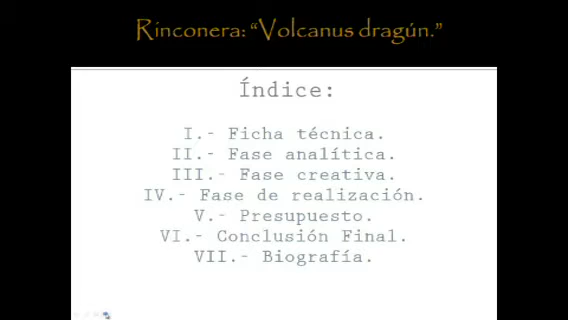 Rinconera: “Volcanus dragún.”
Índice:
I.- Ficha técnica.
II.- Fase analítica.
III.- Fase creativa.
IV.- Fase de realización.
V.- Presupuesto.
VI.- Conclusión Final.
VII.- Biografía.